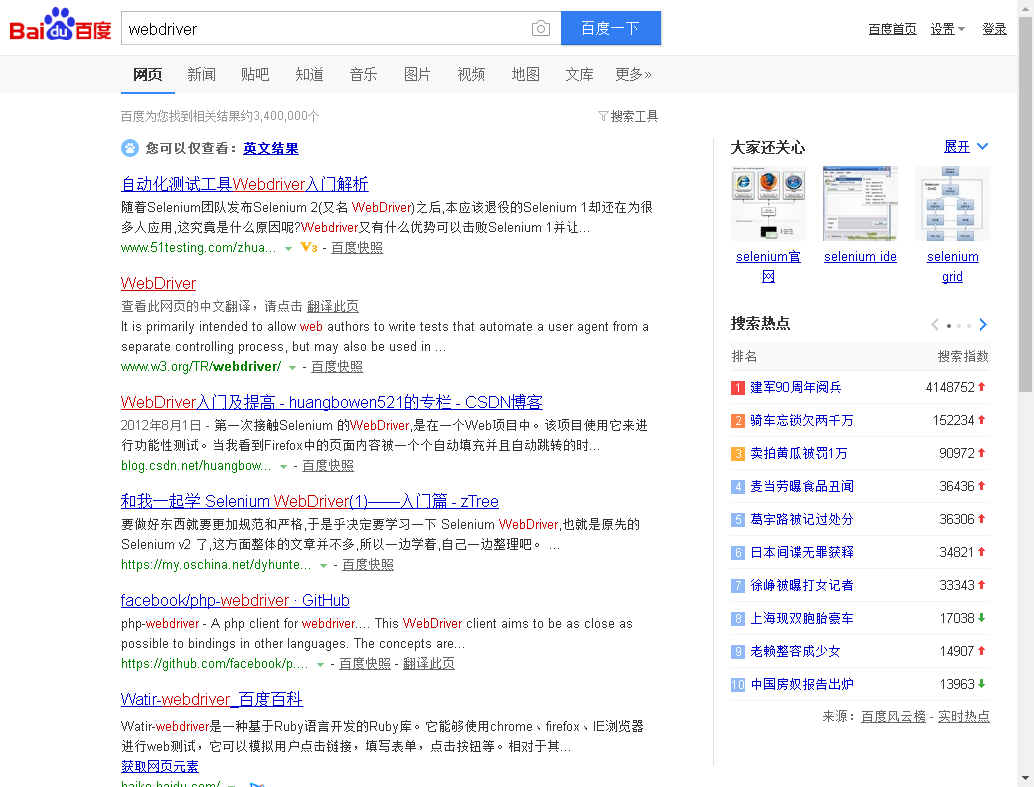 Bai du 百度 webdriver 百度一下 百度首页 设置 登录
网页 新闻 贴吧 知道 音乐 图片 视频 地图 文库 更多»
百度为您找到相关结果约3,400,000个 搜索工具
您可以仅查看：英文结果
自动化测试工具Webdriver入门解析
随着Selenium团队发布Selenium 2(又名 WebDriver)之后,本应该退役的Selenium 1却还在为很
多人应用,这究竟是什么原因呢?Webdriver又有什么优势可以击败Selenium 1并让...
www.51testing.com/zhua... V3 - 百度快照
WebDriver
查看此网页的中文翻译，请点击 翻译此页
It is primarily intended to allow web authors to write tests that automate a user agent from a
separate controlling process, but may also be used in ...
www.w3.org/TR/webdriver/ - 百度快照
WebDriver入门及提高 - huangbowen521的专栏 - CSDN博客
2012年8月1日 - 第一次接触Selenium 的WebDriver,是在一个Web项目中。该项目使用它来进
行功能性测试。当我看到Firefox中的页面内容被一个个自动填充并且自动跳转的时...
blog.csdn.net/huangbow... - 百度快照
和我一起学 Selenium WebDriver(1)——入门篇 - zTree
要做好东西就要更加规范和严格,于是乎决定要学习一下 Selenium WebDriver,也就是原先的
Selenium v2 了,这方面整体的文章并不多,所以一边学着,自己一边整理吧。 ...
https://my.oschina.net/dyhunte... - 百度快照
facebook/php-webdriver · GitHub
php-webdriver - A php client for webdriver.... This WebDriver client aims to be as close as
possible to bindings in other languages. The concepts are...
https://github.com/facebook/p.... - 百度快照 - 翻译此页
Watir-webdriver_百度百科
Watir-webdriver是一种基于Ruby语言开发的Ruby库。它能够使用chrome、firefox、IE浏览器
进行web测试，它可以模拟用户点击链接，填写表单，点击按钮等。相对于其...
获取网页元素
baike.baidu.com/
大家还关心 展开
selenium官
网
selenium ide
selenium
grid
搜索热点
排名 搜索指数
1 建军90周年阅兵 4148752
2 骑车忘锁欠两千万 152234
3 卖拍黄瓜被罚1万 90972
4 麦当劳曝食品丑闻 36436
5 葛宇路被记过处分 36306
6 日本间谍无罪获释 34821
7 徐峥被曝打女记者 33343
8 上海现双胞胎豪车 17038
9 老赖整容成少女 14907
10 中国房奴报告出炉 13963
来源：百度风云榜 - 实时热点